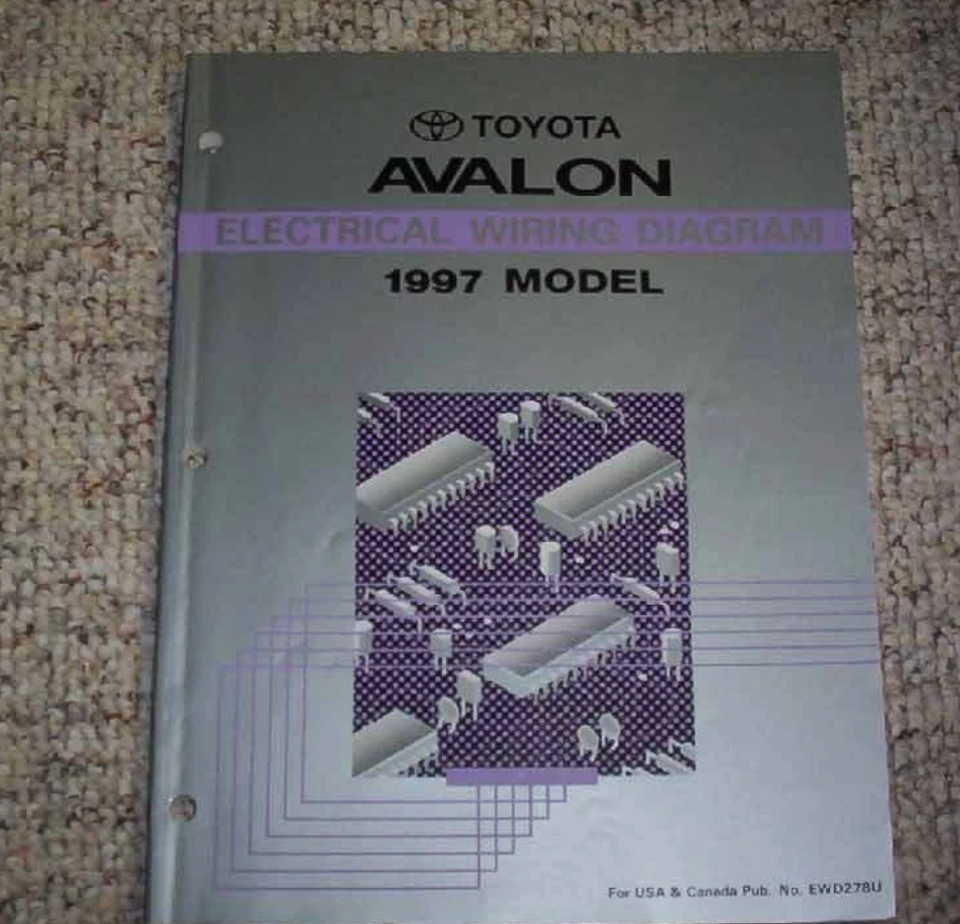 TOYOTA
AVALON
ELECTRICAL WIRING DIAGRAM
1997 MODEL
For USA & Canada Pub. No. EWD278U